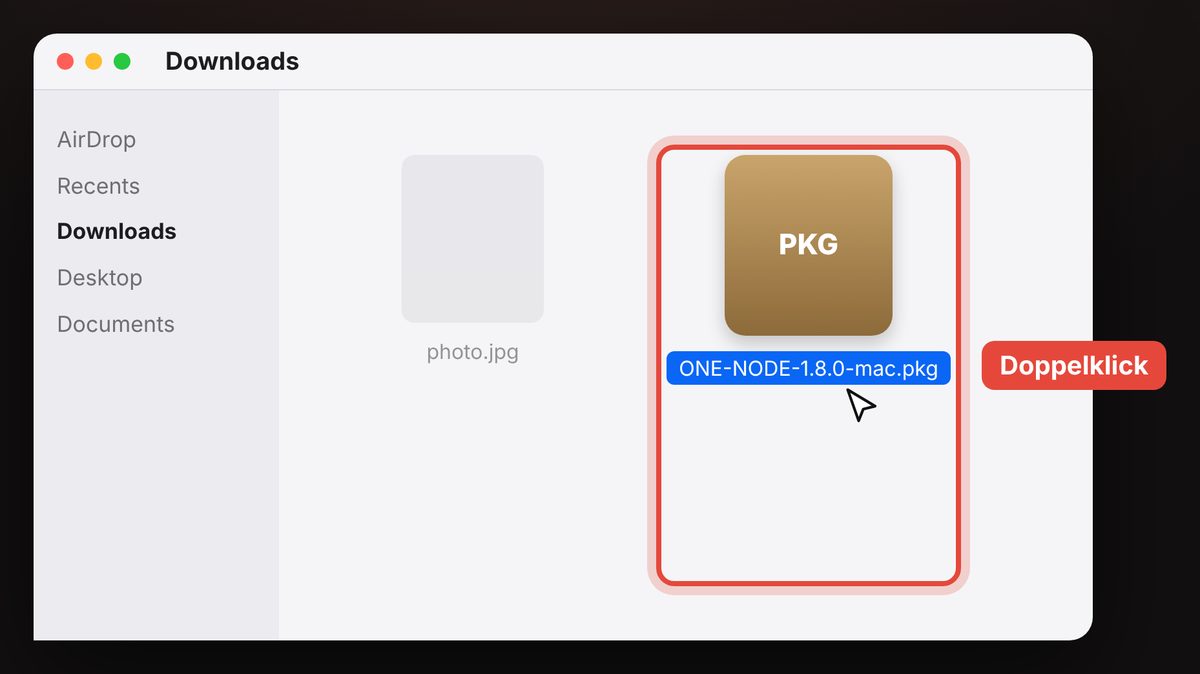 Downloads
AirDrop
Recents
Downloads
Desktop
Documents
photo.jpg
PKG
ONE-NODE-1.8.0-mac.pkg
Doppelklick